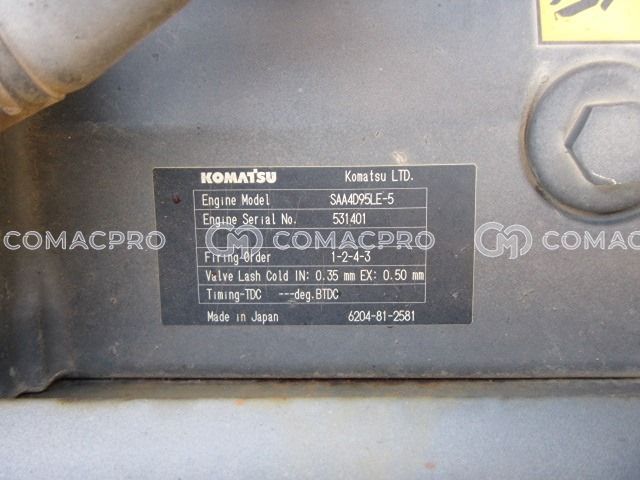 KOMATSU Komatsu LTD.
Engine Model SAA4D95LE-5
Engine Serial No. 531401
COMACPRO CM COMACPRO CM COMACPRO
Firing-Order 1-2-4-3
Valve Lash Cold IN: 0.35 mm EX: 0.50 mm
Timing-TDC ---deg.BTDC
Made in Japan 6204-81-2581